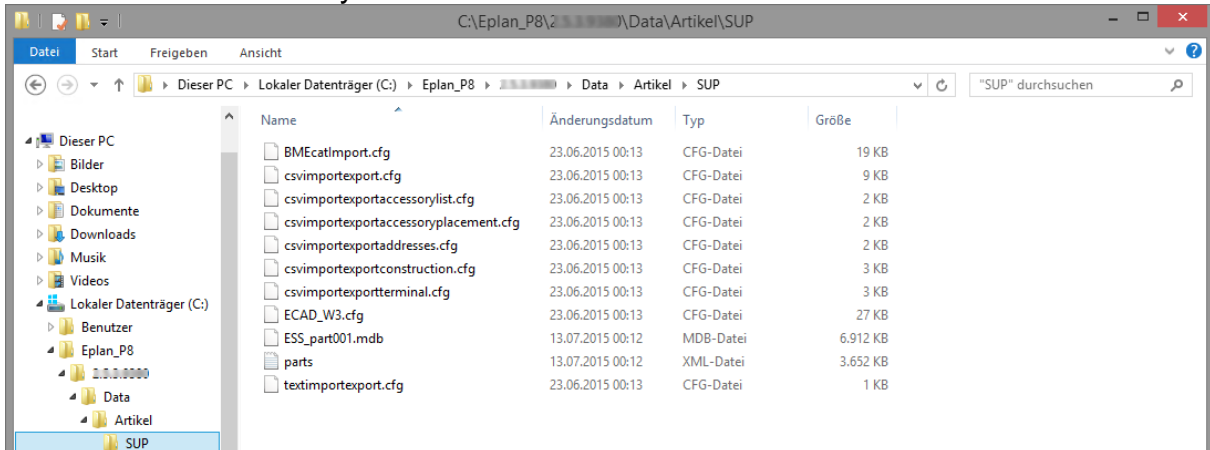 y
C:\Eplan_P8\ \Data\Artikel\SUP
Datei Start Freigeben Ansicht
Dieser PC Lokaler Datenträger (C:) Eplan_P8 Data Artikel SUP "SUP" durchsuchen
Name Änderungsdatum Typ Größe
Dieser PC
Bilder
Desktop
Dokumente
Downloads
Musik
Videos
Lokaler Datenträger (C:)
Benutzer
Eplan_P8
Data
Artikel
SUP
BMEcatImport.cfg 23.06.2015 00:13 CFG-Datei 19 KB
csvimportexport.cfg 23.06.2015 00:13 CFG-Datei 9 KB
csvimportexportaccessorylist.cfg 23.06.2015 00:13 CFG-Datei 2 KB
csvimportexportaccessoryplacement.cfg 23.06.2015 00:13 CFG-Datei 2 KB
csvimportexportaddresses.cfg 23.06.2015 00:13 CFG-Datei 2 KB
csvimportexportconstruction.cfg 23.06.2015 00:13 CFG-Datei 3 KB
csvimportexportterminal.cfg 23.06.2015 00:13 CFG-Datei 3 KB
ECAD_W3.cfg 23.06.2015 00:13 CFG-Datei 27 KB
ESS_part001.mdb 13.07.2015 00:12 MDB-Datei 6.912 KB
parts 13.07.2015 00:12 XML-Datei 3.652 KB
textimportexport.cfg 23.06.2015 00:13 CFG-Datei 1 KB